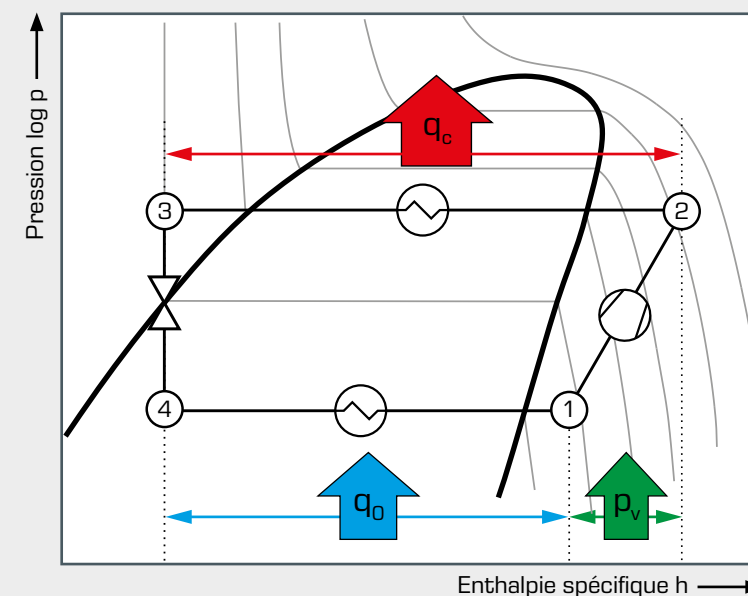 Pression log p
q_c
3
2
4
1
q_0
p_v
Enthalpie spécifique h